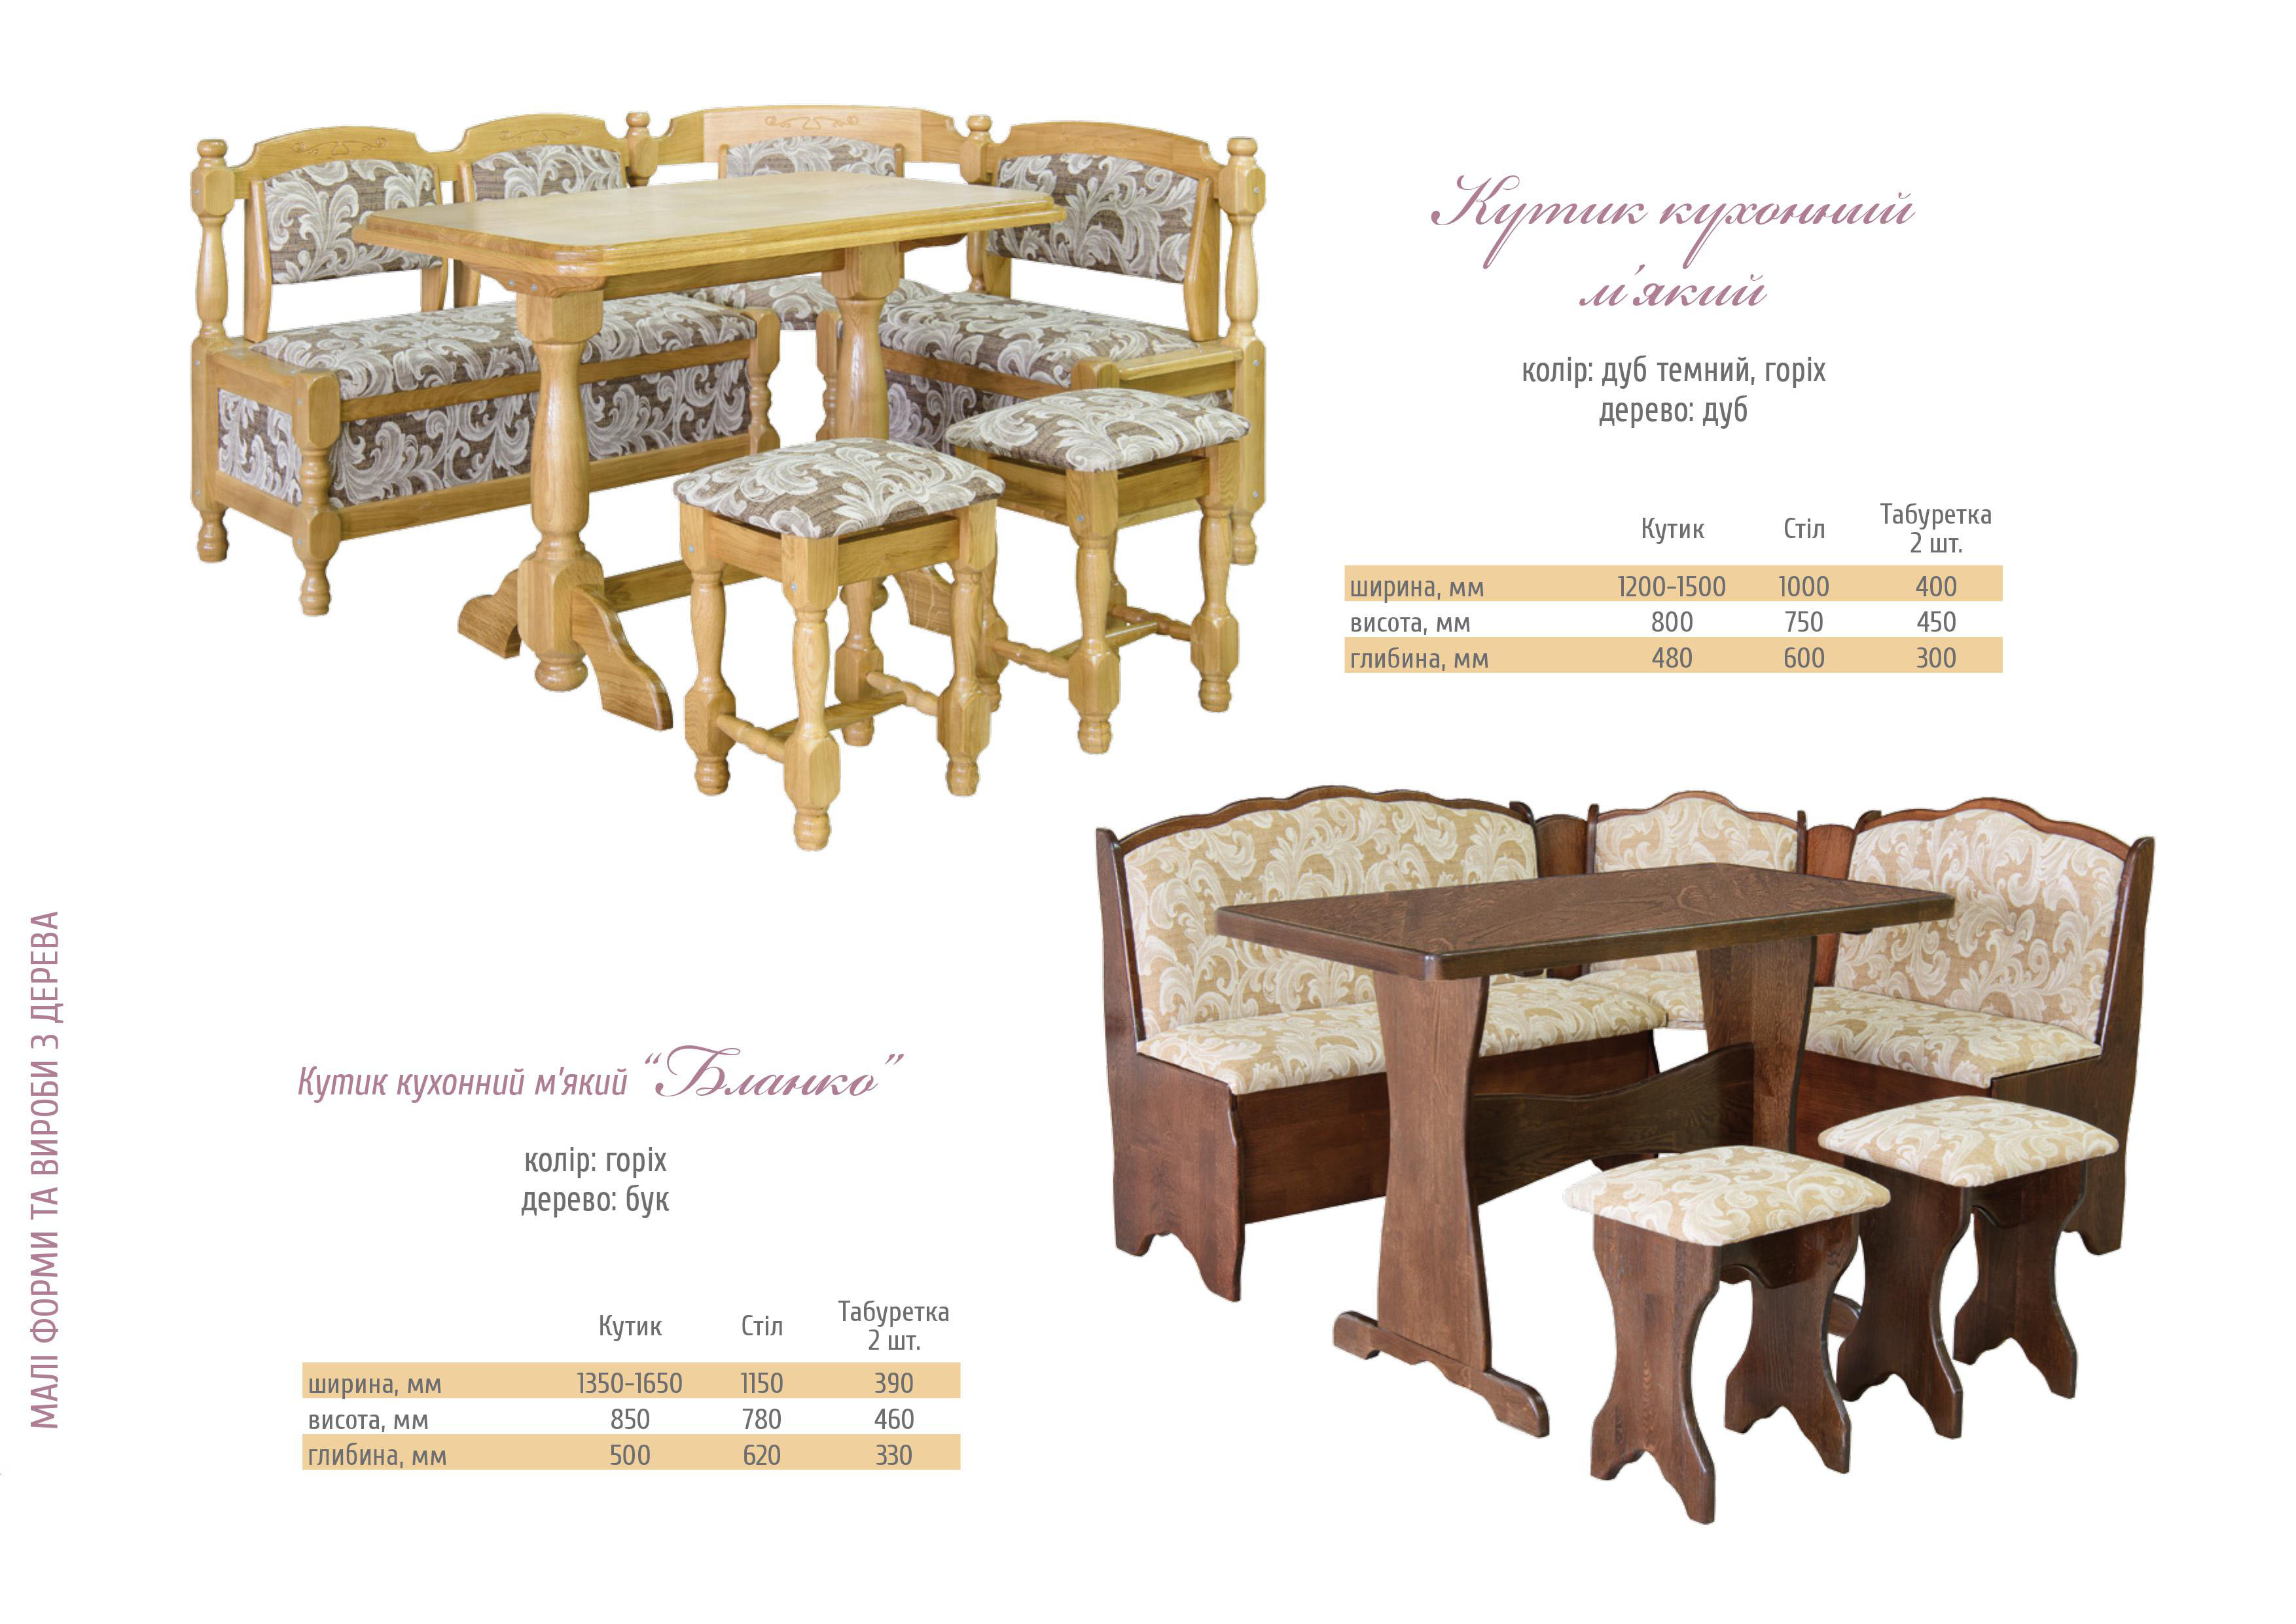 Кутик кухонний
м'який
колір: дуб темний, горіх
дерево: дуб
Кутик Стіл Табуретка
2 шт.
ширина, мм 1200-1500 1000 400
висота, мм 800 750 450
глибина, мм 480 600 300
МАЛІ ФОРМИ ТА ВИРОБИ З ДЕРЕВА
Кутик кухонний м'який “Бланко”
колір: горіх
дерево: бук
Кутик Стіл Табуретка
2 шт.
ширина, мм 1350-1650 1150 390
висота, мм 850 780 460
глибина, мм 500 620 330